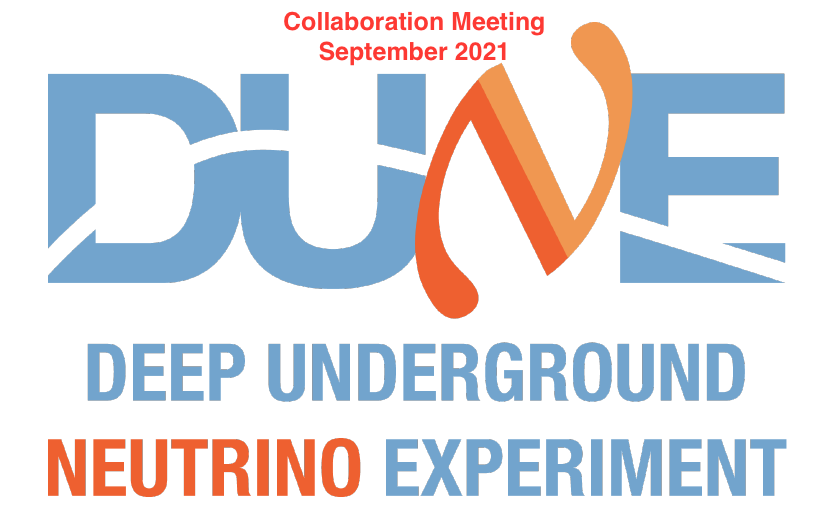 Collaboration Meeting
September 2021
DUNE
DEEP UNDERGROUND
NEUTRINO EXPERIMENT